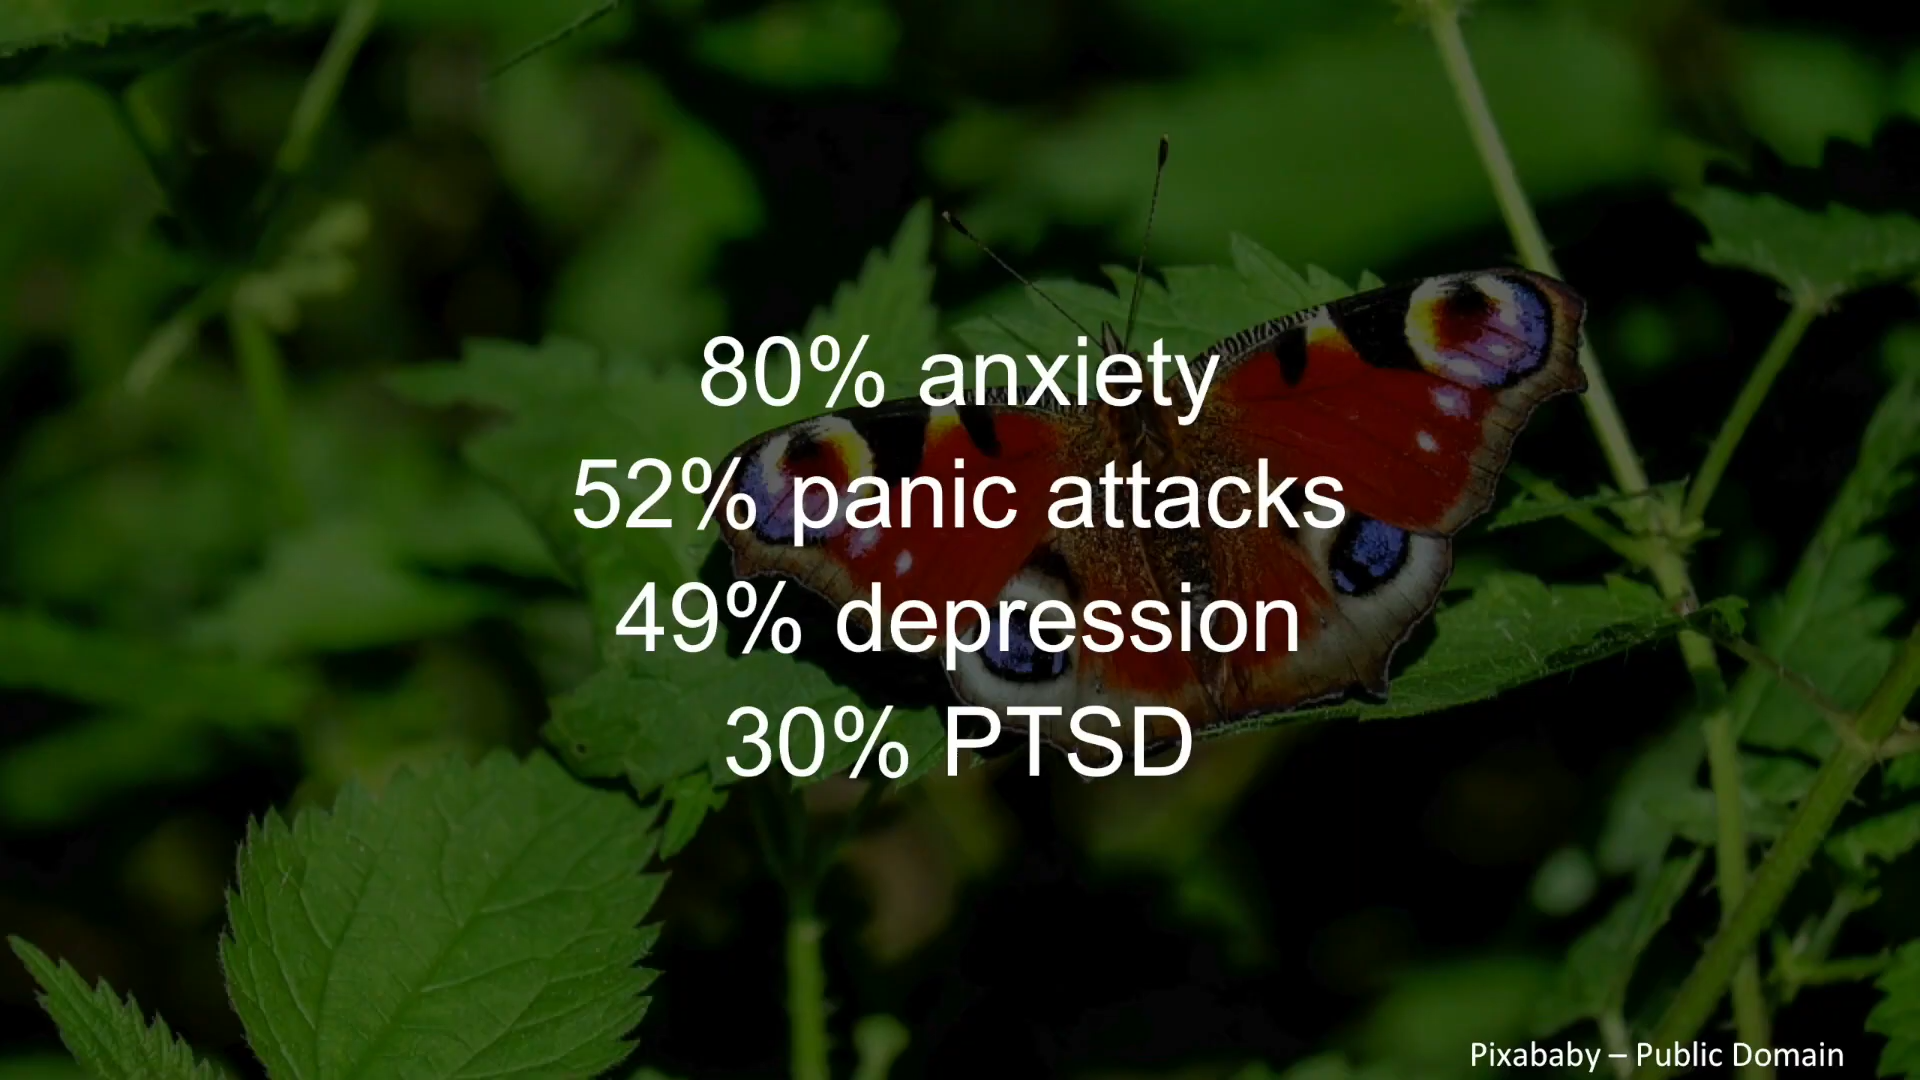 80% anxiety
52% panic attacks
49% depression
30% PTSD
Pixababy – Public Domain